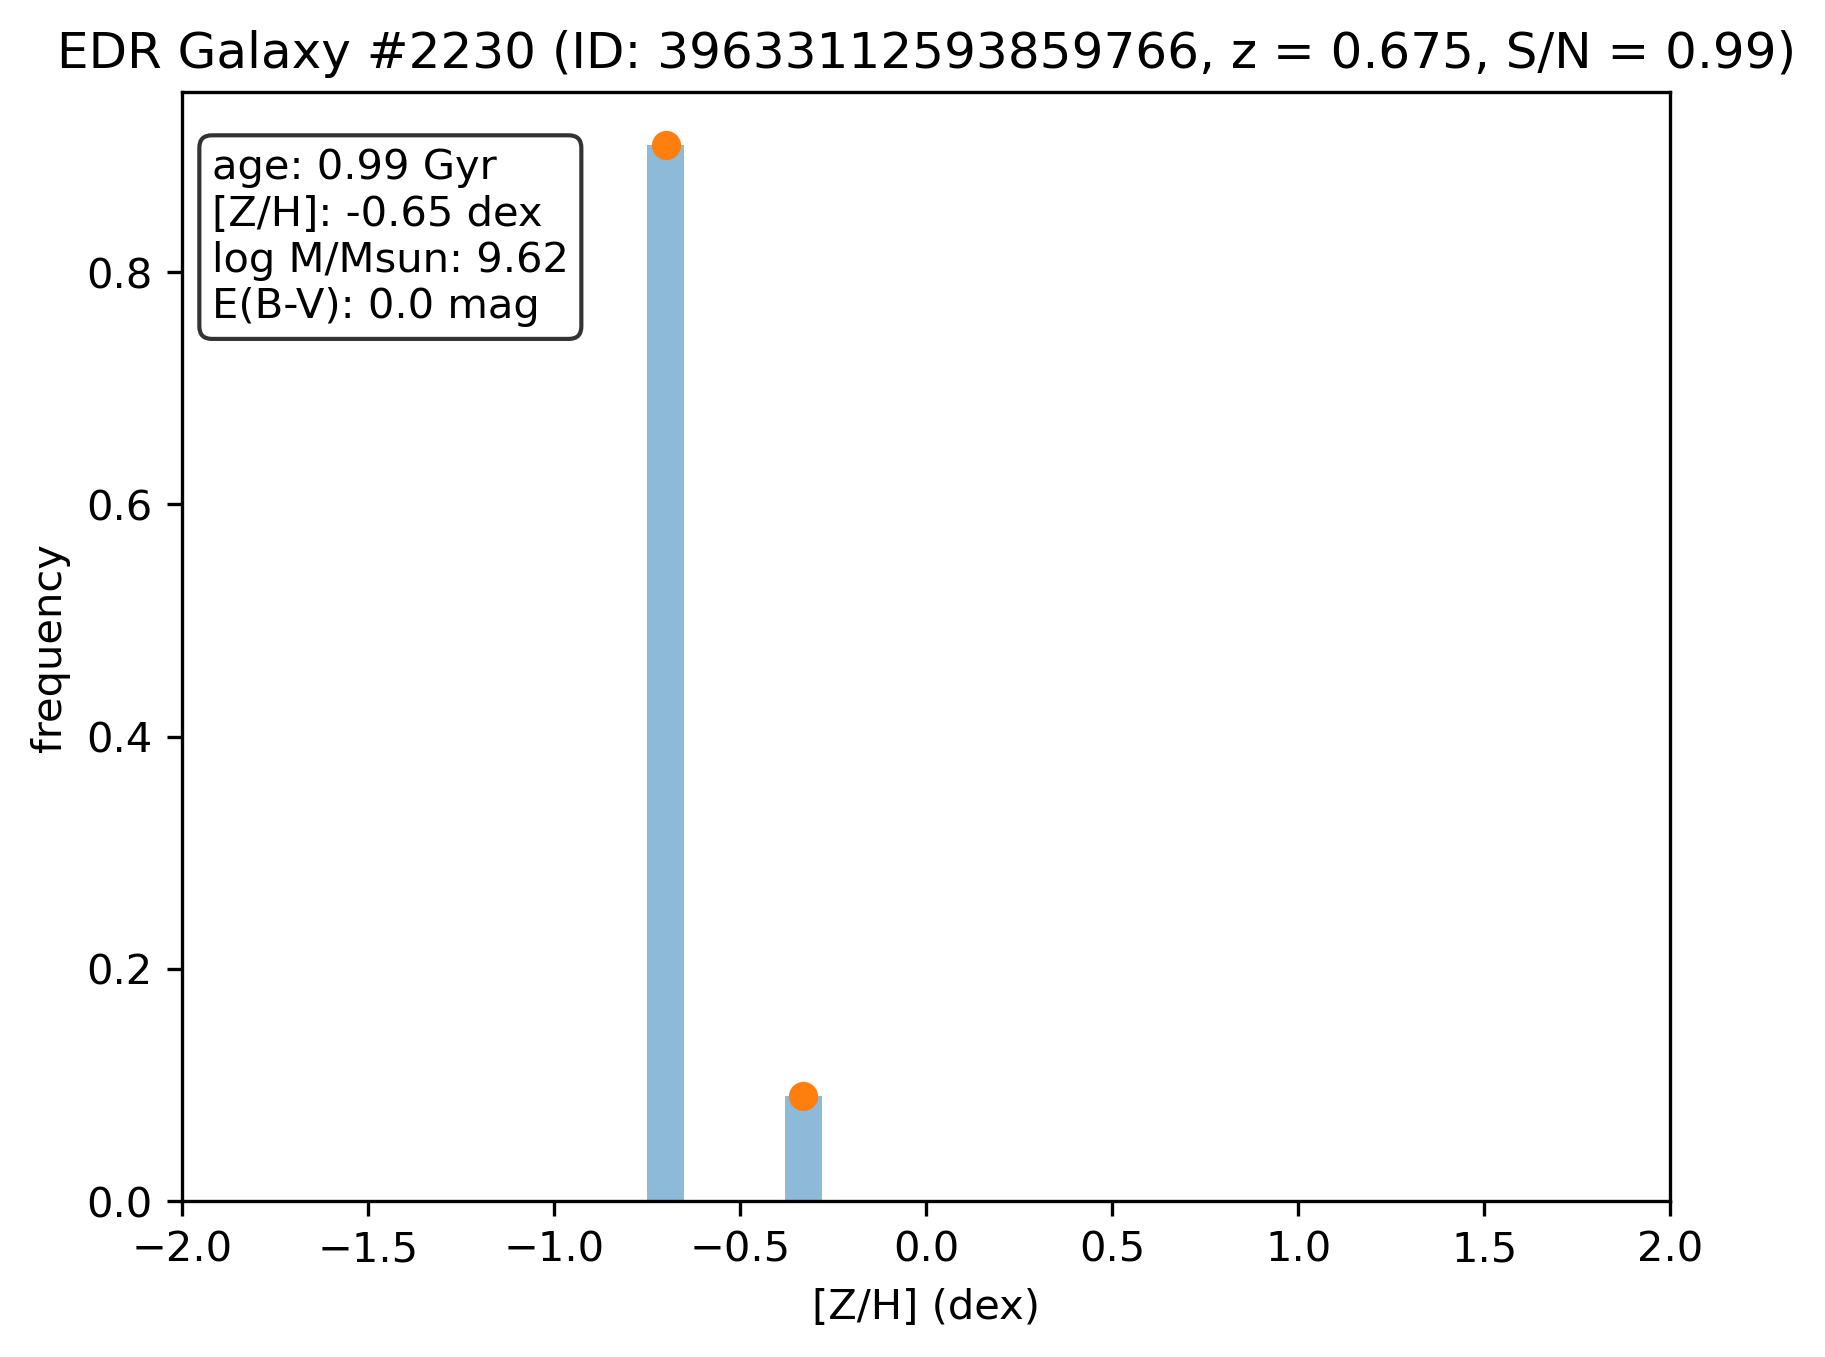 EDR Galaxy #2230 (ID: 39633112593859766, z = 0.675, S/N = 0.99)
age: 0.99 Gyr
[Z/H]: -0.65 dex
log M/Msun: 9.62
E(B-V): 0.0 mag
frequency
0.8
0.6
0.4
0.2
0.0
−2.0 −1.5 −1.0 −0.5 0.0 0.5 1.0 1.5 2.0
[Z/H] (dex)